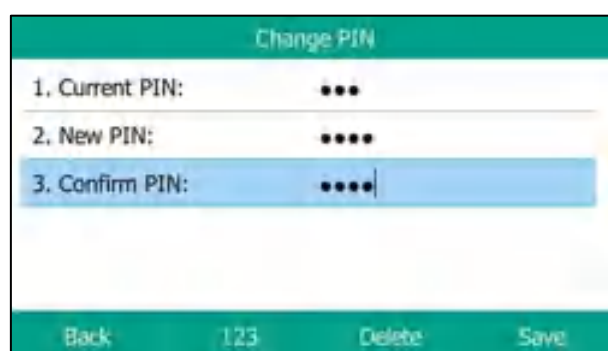 Change PIN
1. Current PIN: •••
2. New PIN: ••••
3. Confirm PIN: ••••
Back 123 Delete Save